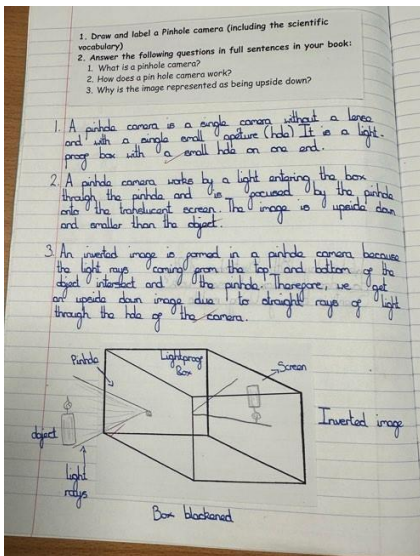 1. Draw and label a Pinhole camera (including the scientific
vocabulary)
2. Answer the following questions in full sentences in your book:
1. What is a pinhole camera?
2. How does a pin hole camera work?
3. Why is the image represented as being upside down?
1. A pinhole camera is a single camera without a lense
and with a single small apeture (hole) It is a light-
proof box with a small hole on one end.
2. A pinhole camera works by a light entering the box
through the pinhole and is focused by the pinhole
onto the translucent screen. The image is upside down
and smaller than the object.
3. An inverted image is formed in a pinhole camera because
the light rays coming from the top and bottom of the
object intersect and the pinhole. Therefore, we get
an upside down image due to straight rays of light
through the hole of the camera.
Pinhole
Lightproof
Box
Screen
object
Inverted image
light
rays
Box blackened